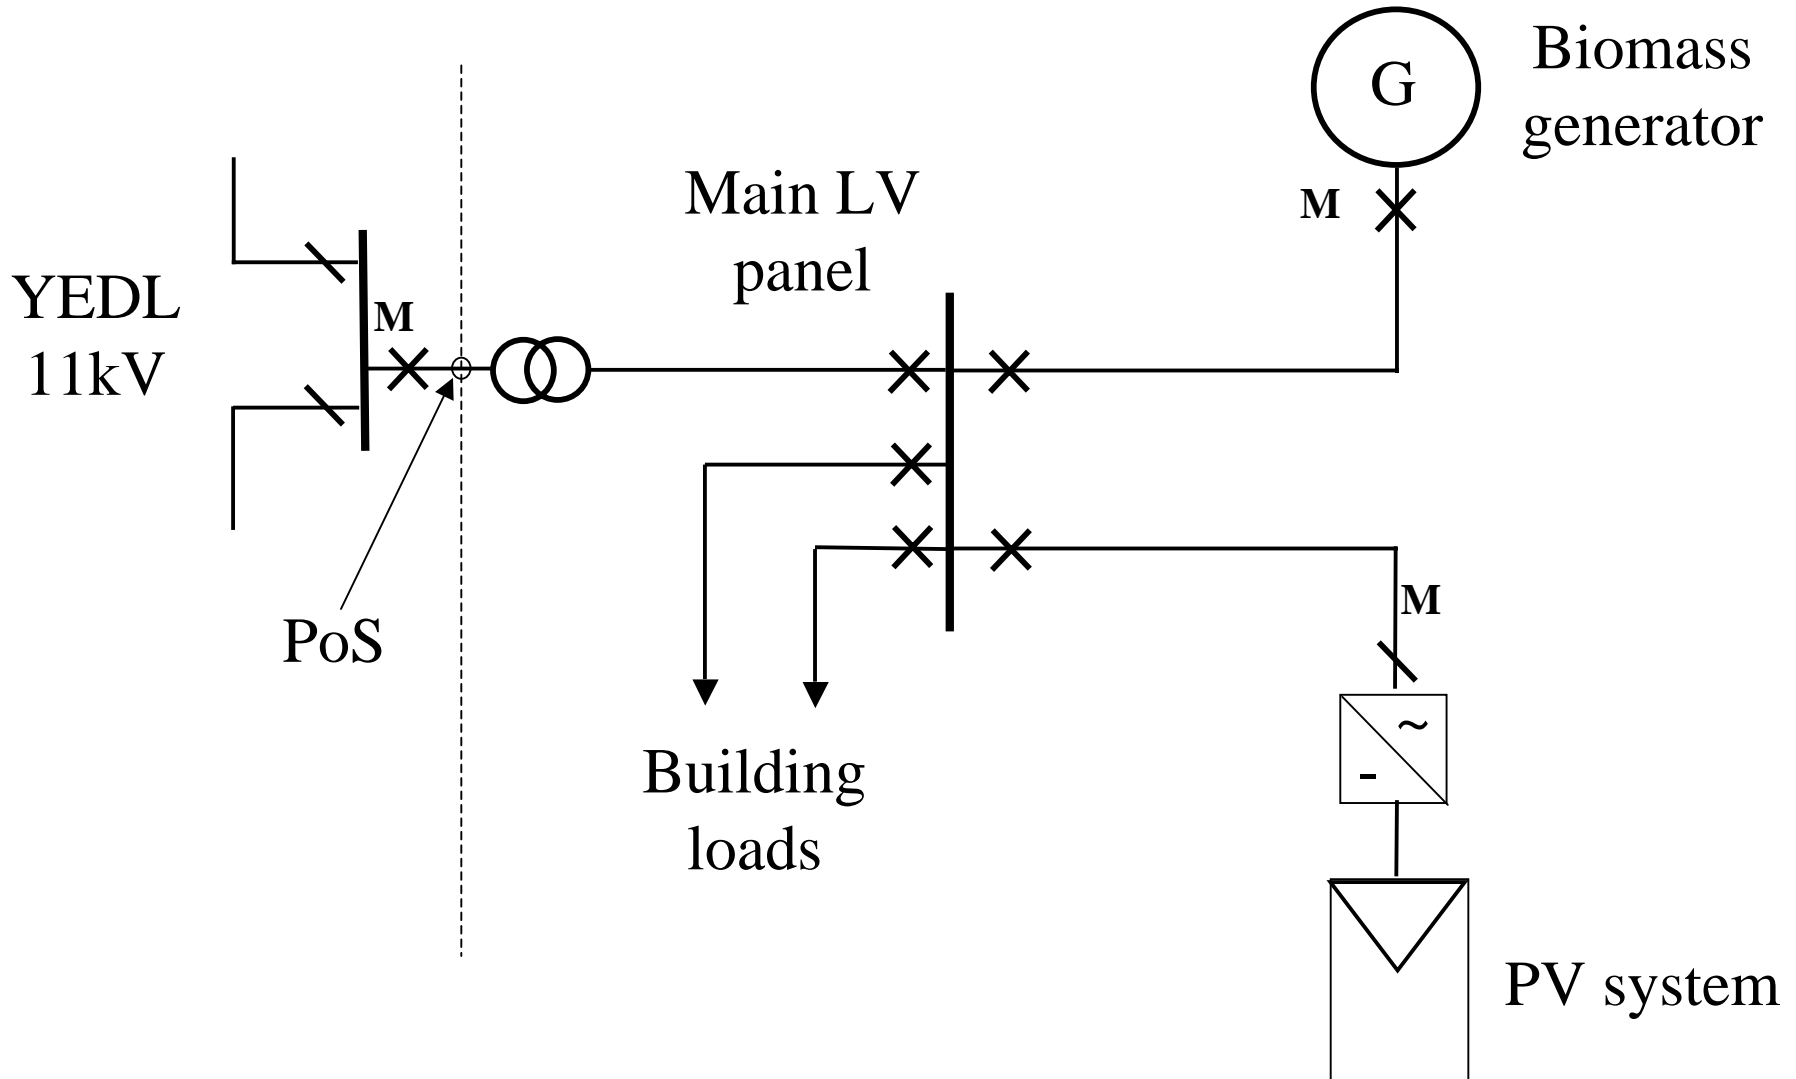 Biomass
generator
G
M
Main LV
panel
YEDL
11kV
M
PoS
M
Building
loads
~
-
PV system